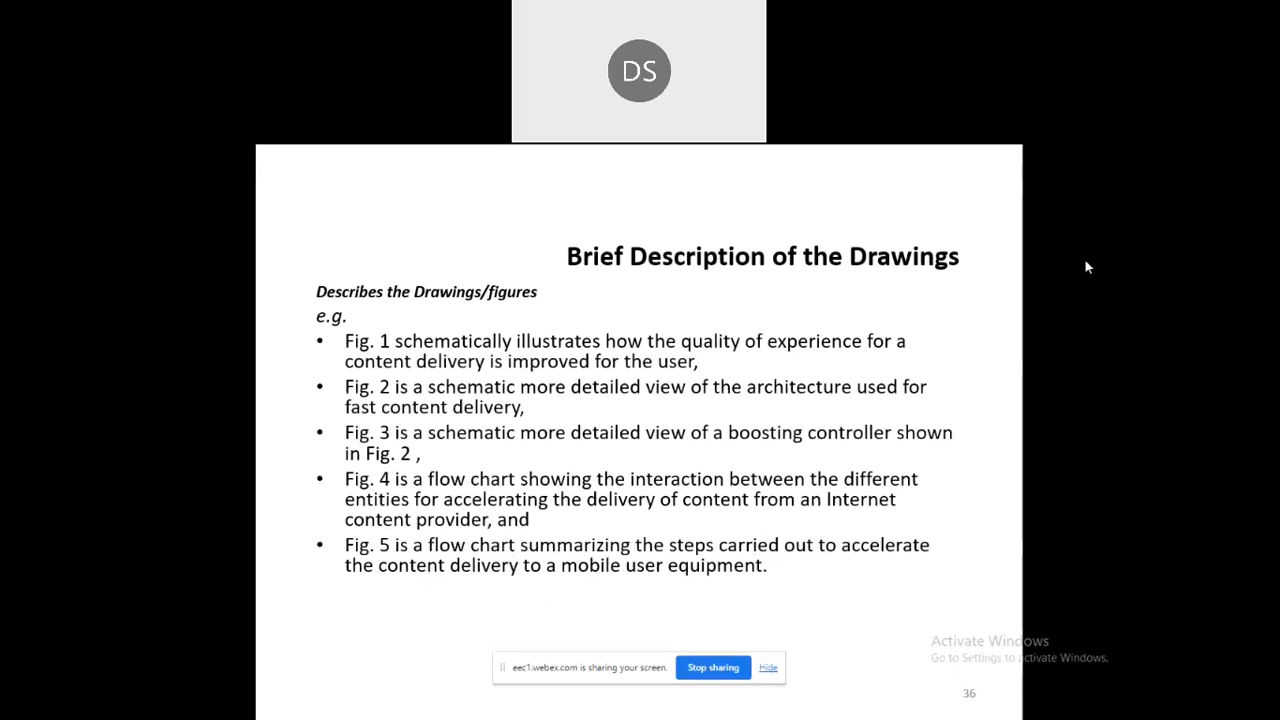 DS
Brief Description of the Drawings
Describes the Drawings/figures
e.g.
• Fig. 1 schematically illustrates how the quality of experience for a
content delivery is improved for the user,
• Fig. 2 is a schematic more detailed view of the architecture used for
fast content delivery,
• Fig. 3 is a schematic more detailed view of a boosting controller shown
in Fig. 2 ,
• Fig. 4 is a flow chart showing the interaction between the different
entities for accelerating the delivery of content from an Internet
content provider, and
• Fig. 5 is a flow chart summarizing the steps carried out to accelerate
the content delivery to a mobile user equipment.
Activate Windows
Go to Settings to activate Windows.
eec1.webex.com is sharing your screen. Stop sharing Hide
36